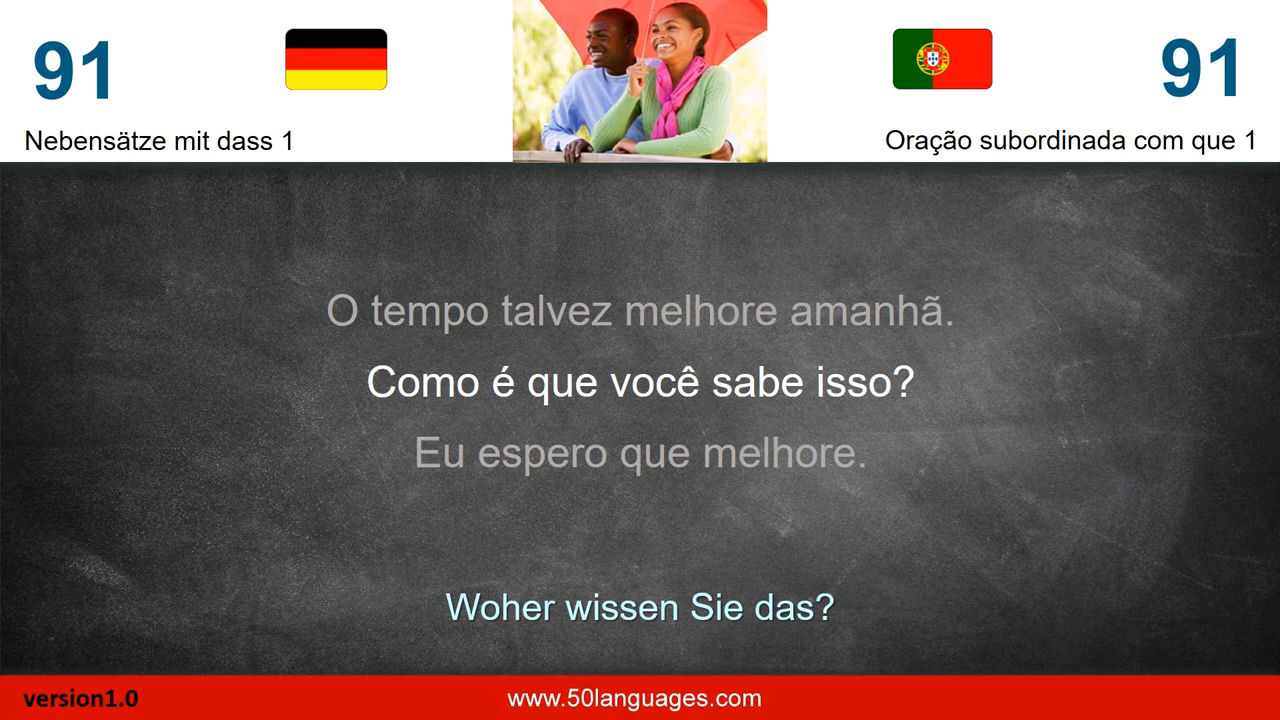 91
91
Nebensätze mit dass 1
Oração subordinada com que 1
O tempo talvez melhore amanhã.
Como é que você sabe isso?
Eu espero que melhore.
Woher wissen Sie das?
version1.0
www.50languages.com